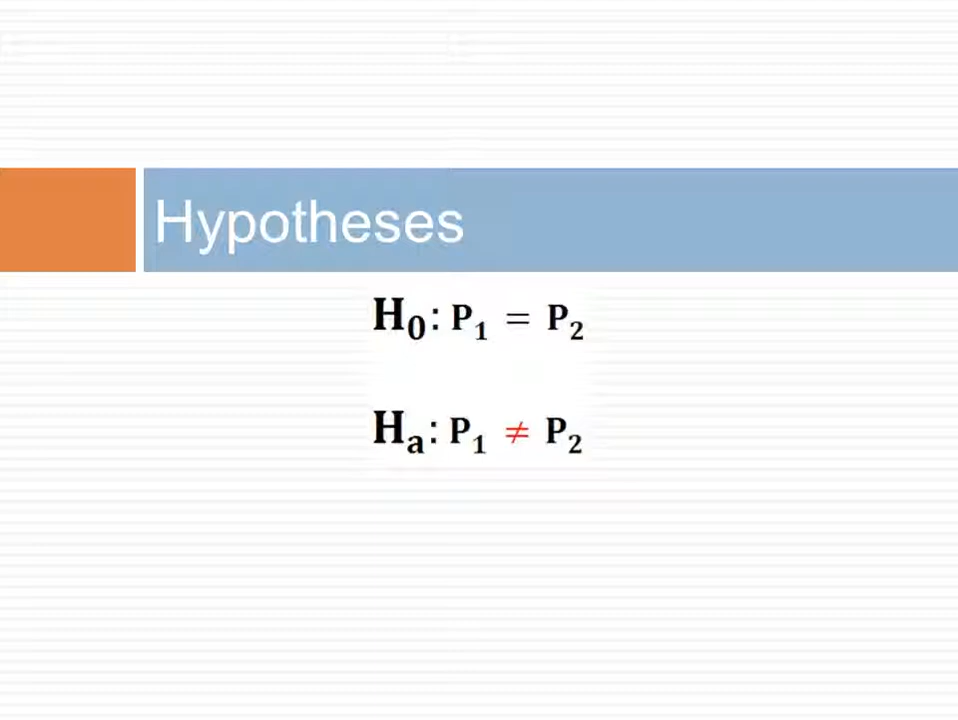 Hypotheses
H₀: P₁ = P₂
Hₐ: P₁ ≠ P₂